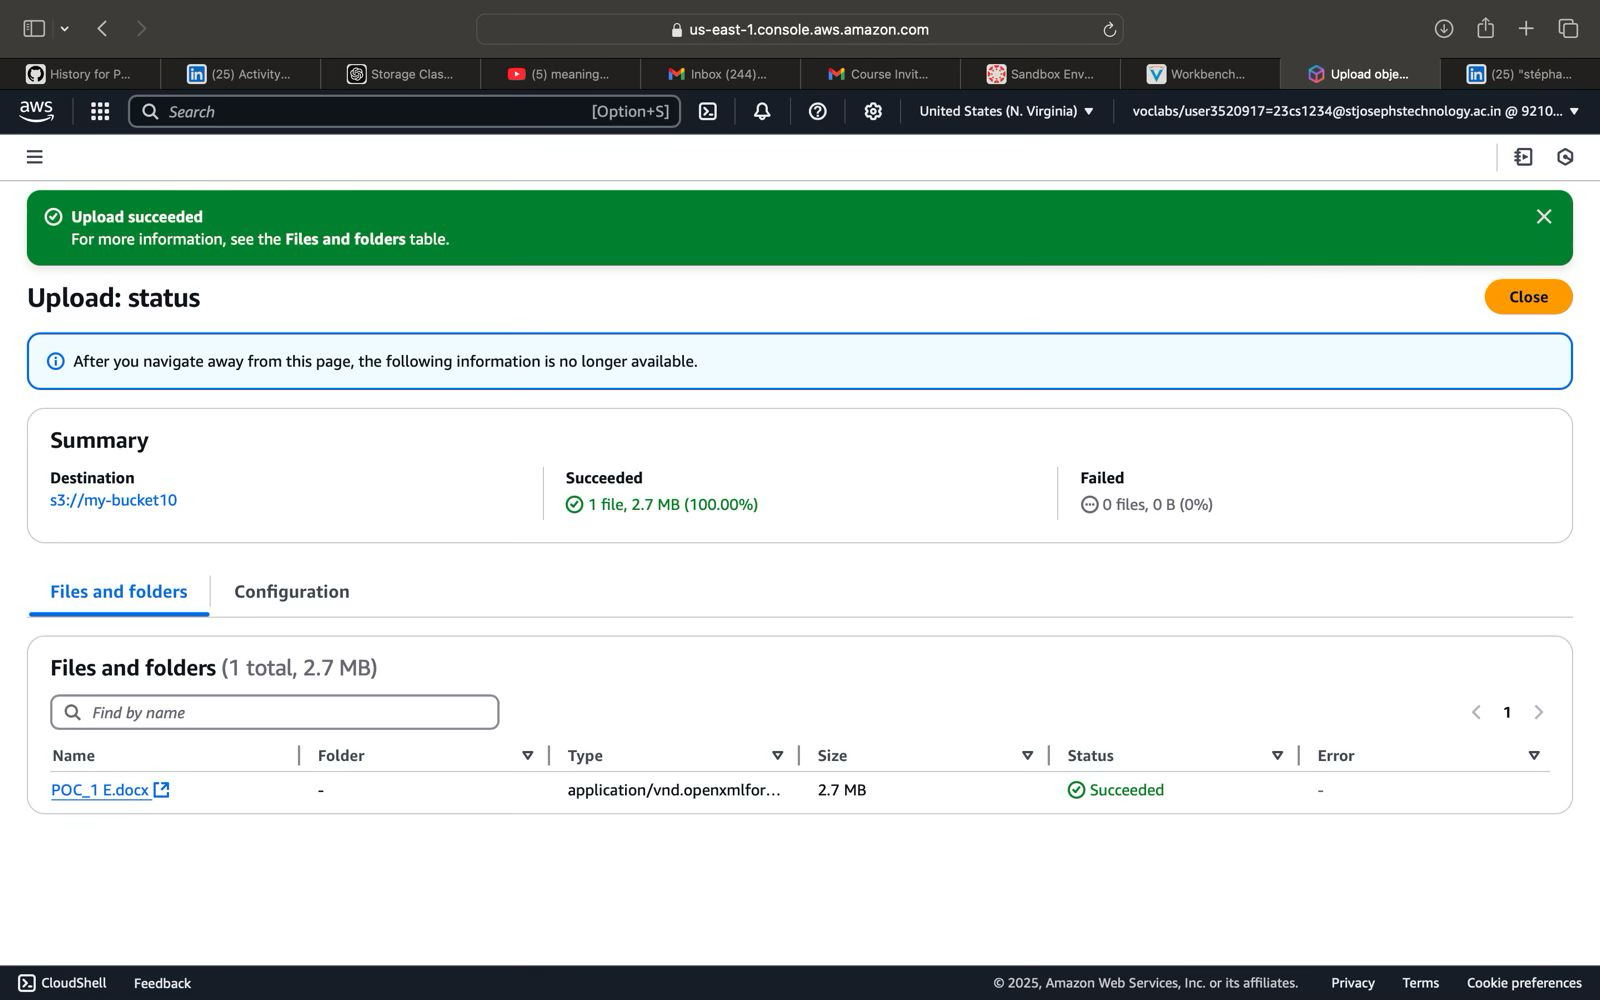 us-east-1.console.aws.amazon.com
History for P...
(25) Activity...
Storage Clas...
(5) meaning...
Inbox (244)...
Course Invit...
Sandbox Env...
Workbench...
Upload obje...
(25) "stépha...
aws
Search
[Option+S]
United States (N. Virginia)
voclabs/user3520917=23cs1234@stjosephstechnology.ac.in @ 9210...
Upload succeeded
For more information, see the Files and folders table.
Upload: status
Close
After you navigate away from this page, the following information is no longer available.
Summary
Destination
s3://my-bucket10
Succeeded
1 file, 2.7 MB (100.00%)
Failed
0 files, 0 B (0%)
Files and folders
Configuration
Files and folders (1 total, 2.7 MB)
Find by name
1
Name Folder Type Size Status Error
POC_1 E.docx - application/vnd.openxmlfor... 2.7 MB Succeeded -
CloudShell Feedback © 2025, Amazon Web Services, Inc. or its affiliates. Privacy Terms Cookie preferences